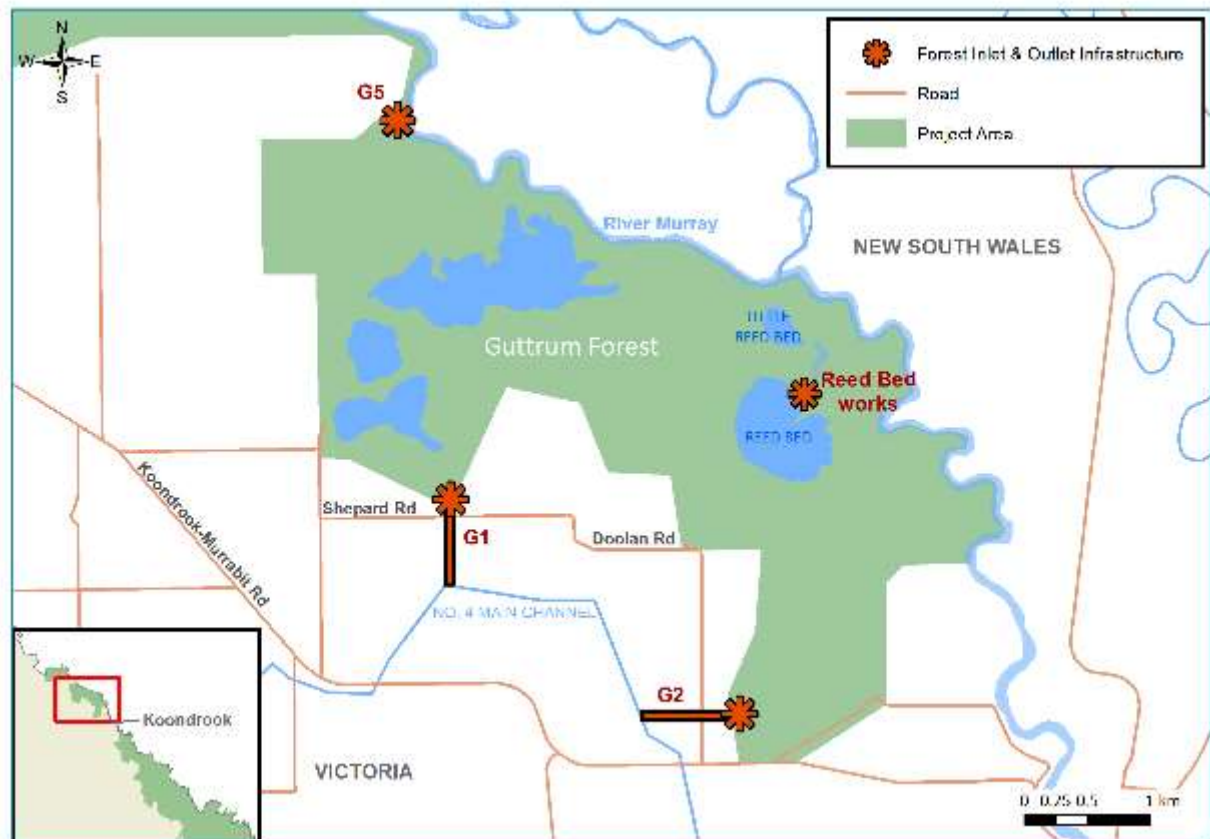 N
W E
S
Forest Inlet & Outlet Infrastructure
Road
Project Area
G5
River Murray
NEW SOUTH WALES
LITTLE
REED BED
Guttrum Forest
Reed Bed
works
REED BED
Koondrook-Murrabit Rd
Shepard Rd
G1
Doolan Rd
NO. 4 MAIN CHANNEL
G2
Koondrook
VICTORIA
0 0.25 0.5 1 km